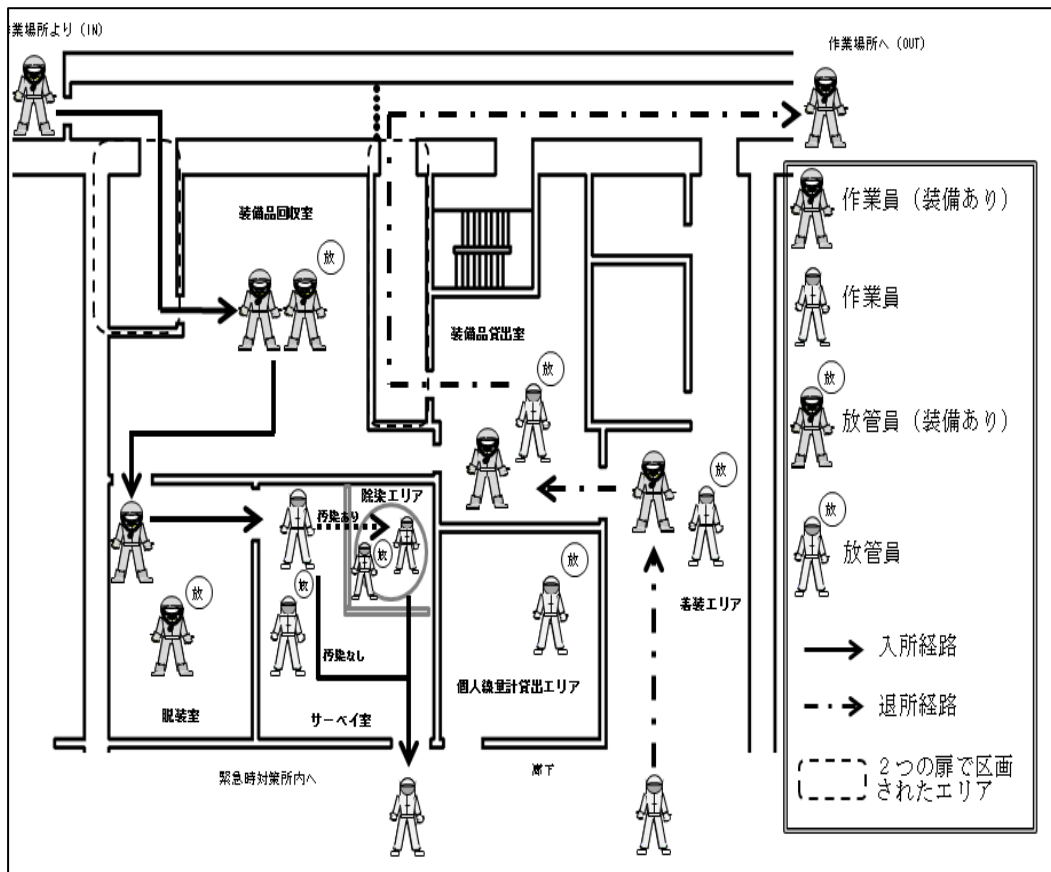 作業場所より (IN)
作業場所へ (OUT)
装備品回収室
放
装備品貸出室
放
放
除染エリア
汚染あり
放
放
放
放
着装エリア
汚染なし
個人線量計貸出エリア
脱装室
サーベイ室
緊急時対策所内へ
廊下
作業員 (装備あり)
作業員
放
放管員 (装備あり)
放
放管員
入所経路
退所経路
2つの扉で区画
されたエリア